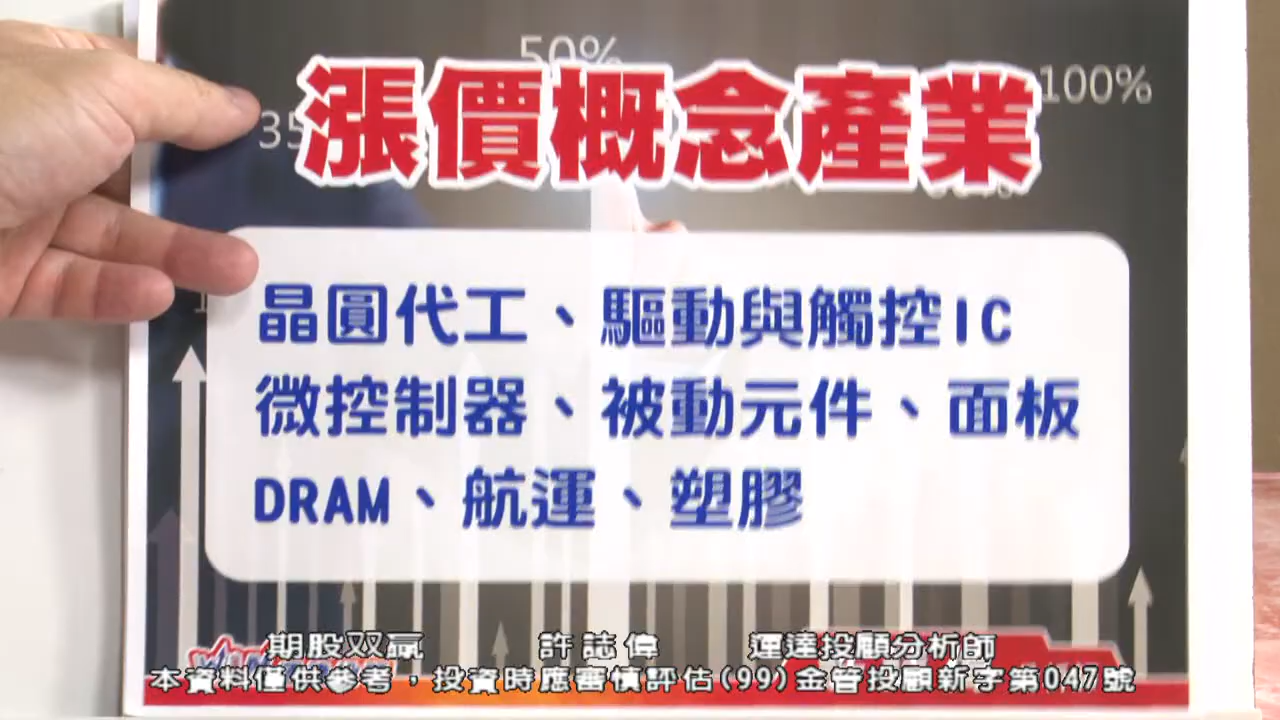 50%
100%
35
漲價概念產業
晶圓代工、驅動與觸控IC
微控制器、被動元件、面板
DRAM、航運、塑膠
期股双贏 許誌偉 運達投顧分析師
本資料僅供參考，投資時應審慎評估(99)金管投顧新字第047號